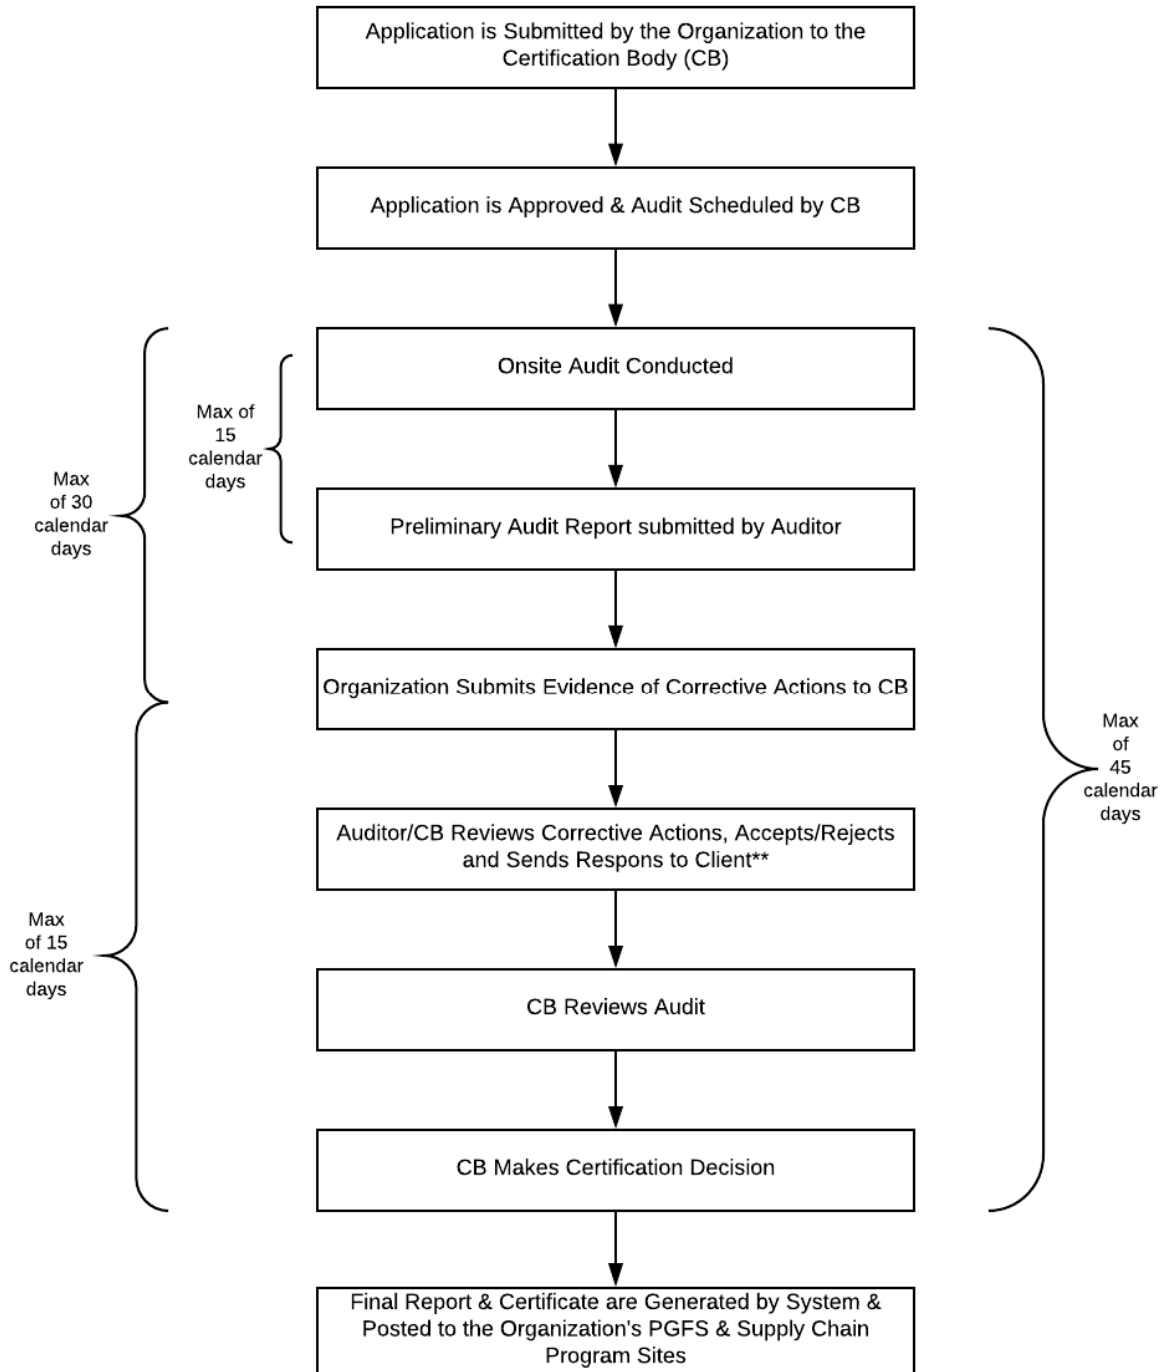 Application is Submitted by the Organization to the
Certification Body (CB)
Application is Approved & Audit Scheduled by CB
Onsite Audit Conducted
Max of
15
calendar
days
Max
of 30
calendar
days
Preliminary Audit Report submitted by Auditor
Organization Submits Evidence of Corrective Actions to CB
Max
of
45
calendar
days
Auditor/CB Reviews Corrective Actions, Accepts/Rejects
and Sends Respons to Client**
Max
of 15
calendar
days
CB Reviews Audit
CB Makes Certification Decision
Final Report & Certificate are Generated by System &
Posted to the Organization's PGFS & Supply Chain
Program Sites